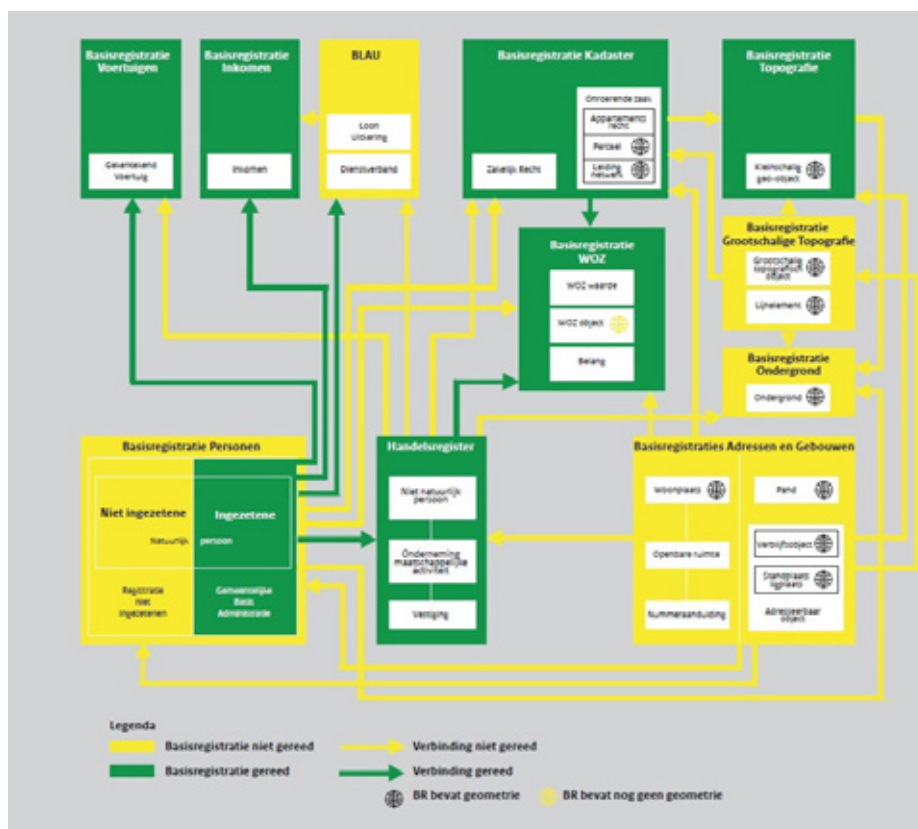 Basisregistratie
Voertuigen
Gekentekend
Voertuig
Basisregistratie
Inkomen
Inkomen
BLAU
Loon
Uitkering
Dienstverband
Basisregistratie Kadaster
Onroerende zaak
Appartements
recht
Perceel
Leiding
netwerk
Zakelijk Recht
Basisregistratie
Topografie
Kleinschalig
geo-object
Basisregistratie
WOZ
WOZ waarde
WOZ object
Belang
Basisregistratie
Grootschalige Topografie
Grootschalig
topografisch
object
Lijnelement
Basisregistratie
Ondergrond
Ondergrond
Basisregistratie Personen
Niet ingezetene
Ingezetene
Natuurlijk persoon
Registratie
niet
ingezetenen
Gemeentelijke
Basis
Administratie
Handelsregister
Niet natuurlijk
persoon
Onderneming
maatschappelijke
activiteit
Vestiging
Basisregistraties Adressen en Gebouwen
Woonplaats
Openbare ruimte
Nummeraanduiding
Pand
Verblijfsobject
Standplaats
ligplaats
Adresseerbaar
object
Legenda
Basisregistratie niet gereed
Verbinding niet gereed
Basisregistratie gereed
Verbinding gereed
BR bevat geometrie
BR bevat nog geen geometrie